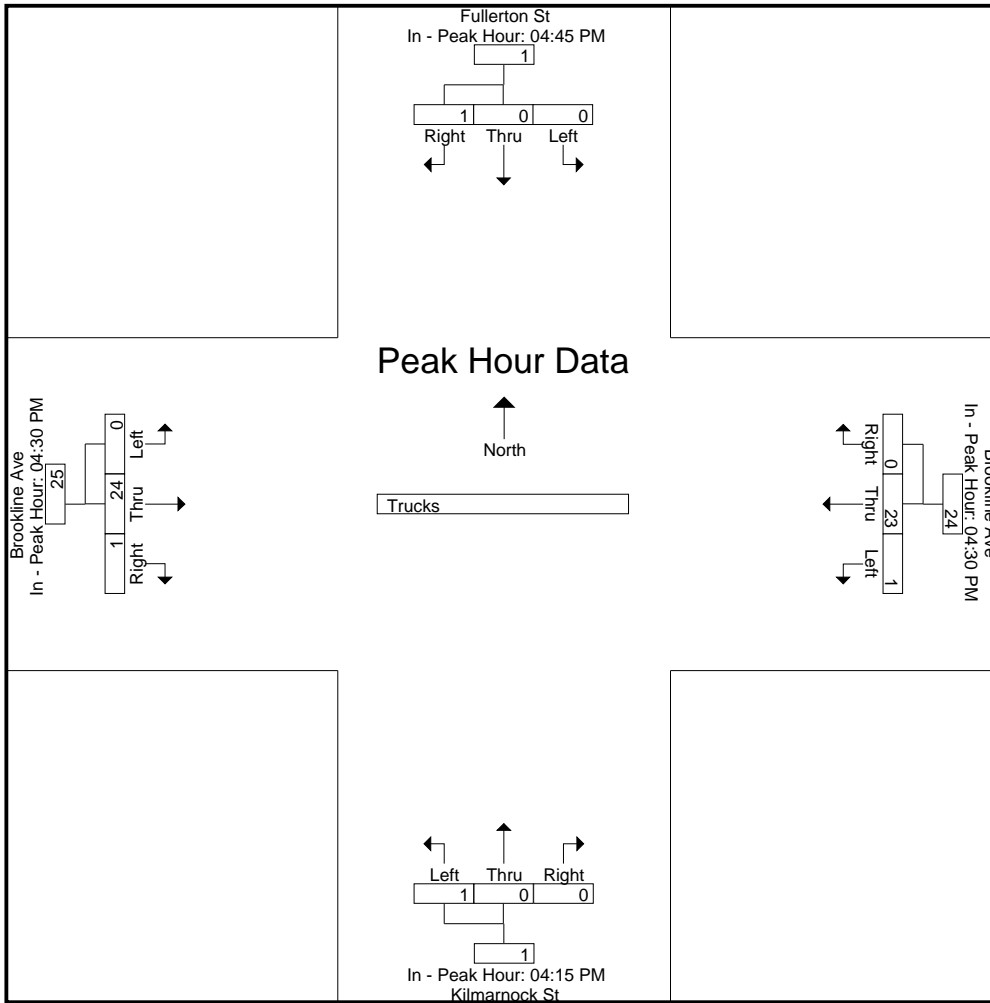 Fullerton St
In - Peak Hour: 04:45 PM
1
1 0 0
Right Thru Left
Peak Hour Data
North
Trucks
Brookline Ave
In - Peak Hour: 04:30 PM
25
0 24 1
Left Thru Right
Brookline Ave
In - Peak Hour: 04:30 PM
24
0 23 1
Right Thru Left
Left Thru Right
1 0 0
1
In - Peak Hour: 04:15 PM
Kilmarnock St